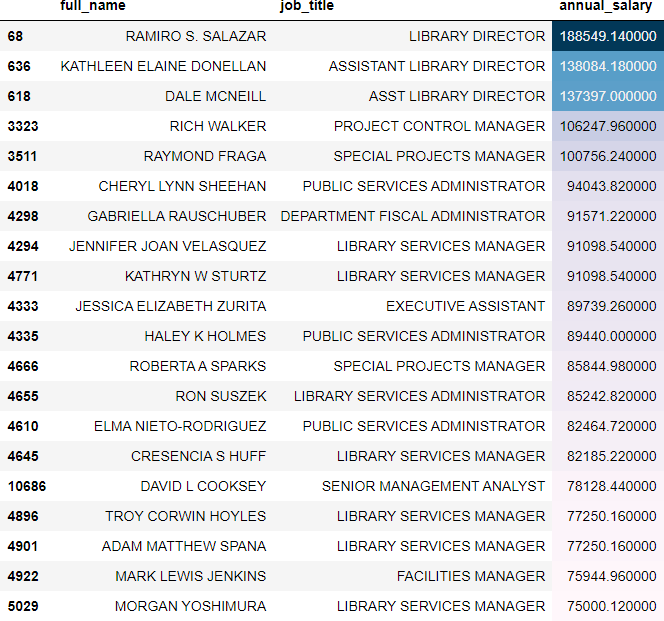 full_name job_title annual_salary
68 RAMIRO S. SALAZAR LIBRARY DIRECTOR 188549.140000
636 KATHLEEN ELAINE DONELLAN ASSISTANT LIBRARY DIRECTOR 138084.180000
618 DALE MCNEILL ASST LIBRARY DIRECTOR 137397.000000
3323 RICH WALKER PROJECT CONTROL MANAGER 106247.960000
3511 RAYMOND FRAGA SPECIAL PROJECTS MANAGER 100756.240000
4018 CHERYL LYNN SHEEHAN PUBLIC SERVICES ADMINISTRATOR 94043.820000
4298 GABRIELLA RAUSCHUBER DEPARTMENT FISCAL ADMINISTRATOR 91571.220000
4294 JENNIFER JOAN VELASQUEZ LIBRARY SERVICES MANAGER 91098.540000
4771 KATHRYN W STURTZ LIBRARY SERVICES MANAGER 91098.540000
4333 JESSICA ELIZABETH ZURITA EXECUTIVE ASSISTANT 89739.260000
4335 HALEY K HOLMES PUBLIC SERVICES ADMINISTRATOR 89440.000000
4666 ROBERTA A SPARKS SPECIAL PROJECTS MANAGER 85844.980000
4655 RON SUSZEK LIBRARY SERVICES ADMINISTRATOR 85242.820000
4610 ELMA NIETO-RODRIGUEZ PUBLIC SERVICES ADMINISTRATOR 82464.720000
4645 CRESENCIA S HUFF LIBRARY SERVICES MANAGER 82185.220000
10686 DAVID L COOKSEY SENIOR MANAGEMENT ANALYST 78128.440000
4896 TROY CORWIN HOYLES LIBRARY SERVICES MANAGER 77250.160000
4901 ADAM MATTHEW SPANA LIBRARY SERVICES MANAGER 77250.160000
4922 MARK LEWIS JENKINS FACILITIES MANAGER 75944.960000
5029 MORGAN YOSHIMURA LIBRARY SERVICES MANAGER 75000.120000